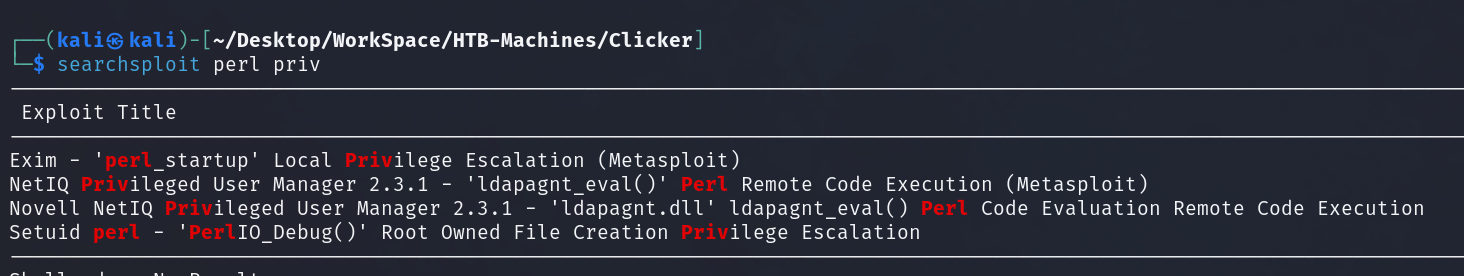 ┌──(kali㉿kali)-[~/Desktop/WorkSpace/HTB-Machines/Clicker]
└─$ searchsploit perl priv
Exploit Title
Exim - 'perl_startup' Local Privilege Escalation (Metasploit)
NetIQ Privileged User Manager 2.3.1 - 'ldapagnt_eval()' Perl Remote Code Execution (Metasploit)
Novell NetIQ Privileged User Manager 2.3.1 - 'ldapagnt.dll' ldapagnt_eval() Perl Code Evaluation Remote Code Execution
Setuid perl - 'PerlIO_Debug()' Root Owned File Creation Privilege Escalation